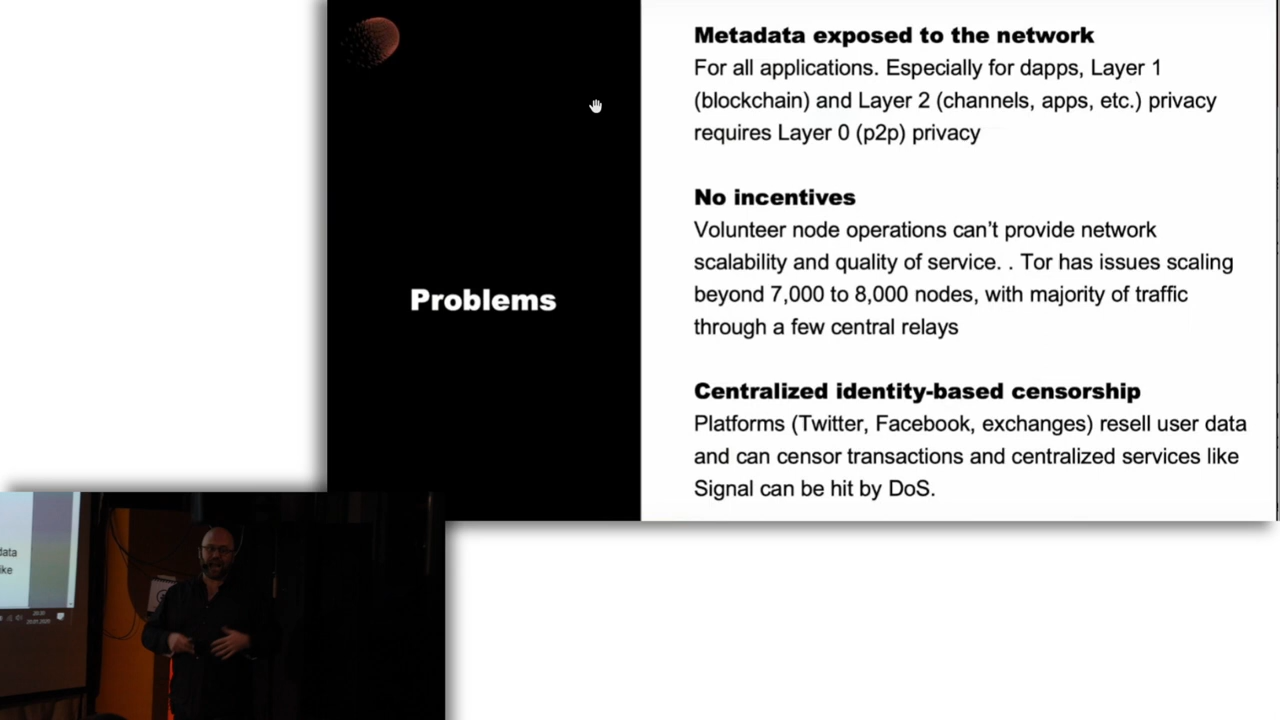 Metadata exposed to the network
For all applications. Especially for dapps, Layer 1
(blockchain) and Layer 2 (channels, apps, etc.) privacy
requires Layer 0 (p2p) privacy
No incentives
Volunteer node operations can’t provide network
scalability and quality of service. . Tor has issues scaling
beyond 7,000 to 8,000 nodes, with majority of traffic
through a few central relays
Problems
Centralized identity-based censorship
Platforms (Twitter, Facebook, exchanges) resell user data
and can censor transactions and centralized services like
Signal can be hit by DoS.
data
ike